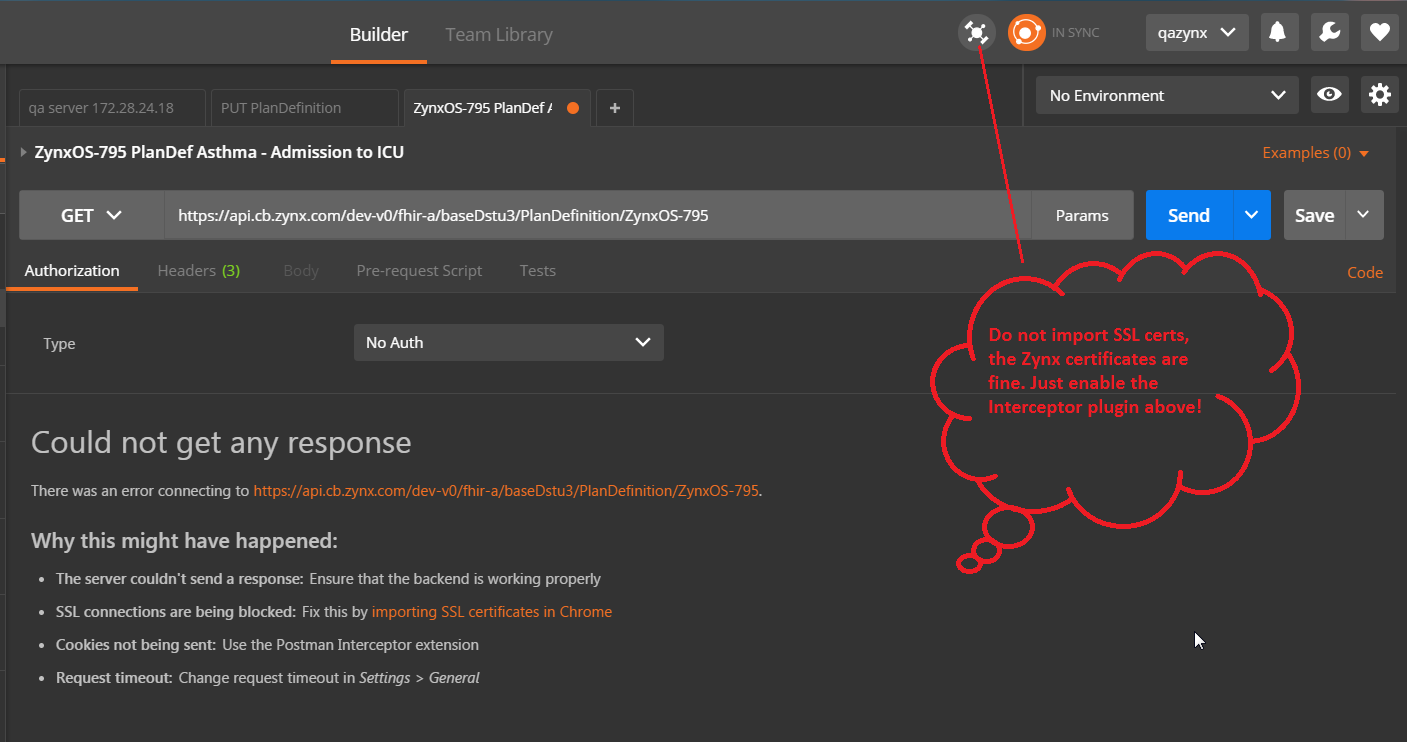 Builder
Team Library
IN SYNC
qazynx
qa server 172.28.24.18
PUT PlanDefinition
ZynxOS-795 PlanDef A
+
No Environment
ZynxOS-795 PlanDef Asthma - Admission to ICU
Examples (0)
GET
https://api.cb.zynx.com/dev-v0/fhir-a/baseDstu3/PlanDefinition/ZynxOS-795
Params
Send
Save
Authorization
Headers (3)
Body
Pre-request Script
Tests
Code
Type
No Auth
Do not import SSL certs,
the Zynx certificates are
fine. Just enable the
Interceptor plugin above!
Could not get any response
There was an error connecting to https://api.cb.zynx.com/dev-v0/fhir-a/baseDstu3/PlanDefinition/ZynxOS-795.
Why this might have happened:
• The server couldn't send a response: Ensure that the backend is working properly
• SSL connections are being blocked: Fix this by importing SSL certificates in Chrome
• Cookies not being sent: Use the Postman Interceptor extension
• Request timeout: Change request timeout in Settings > General